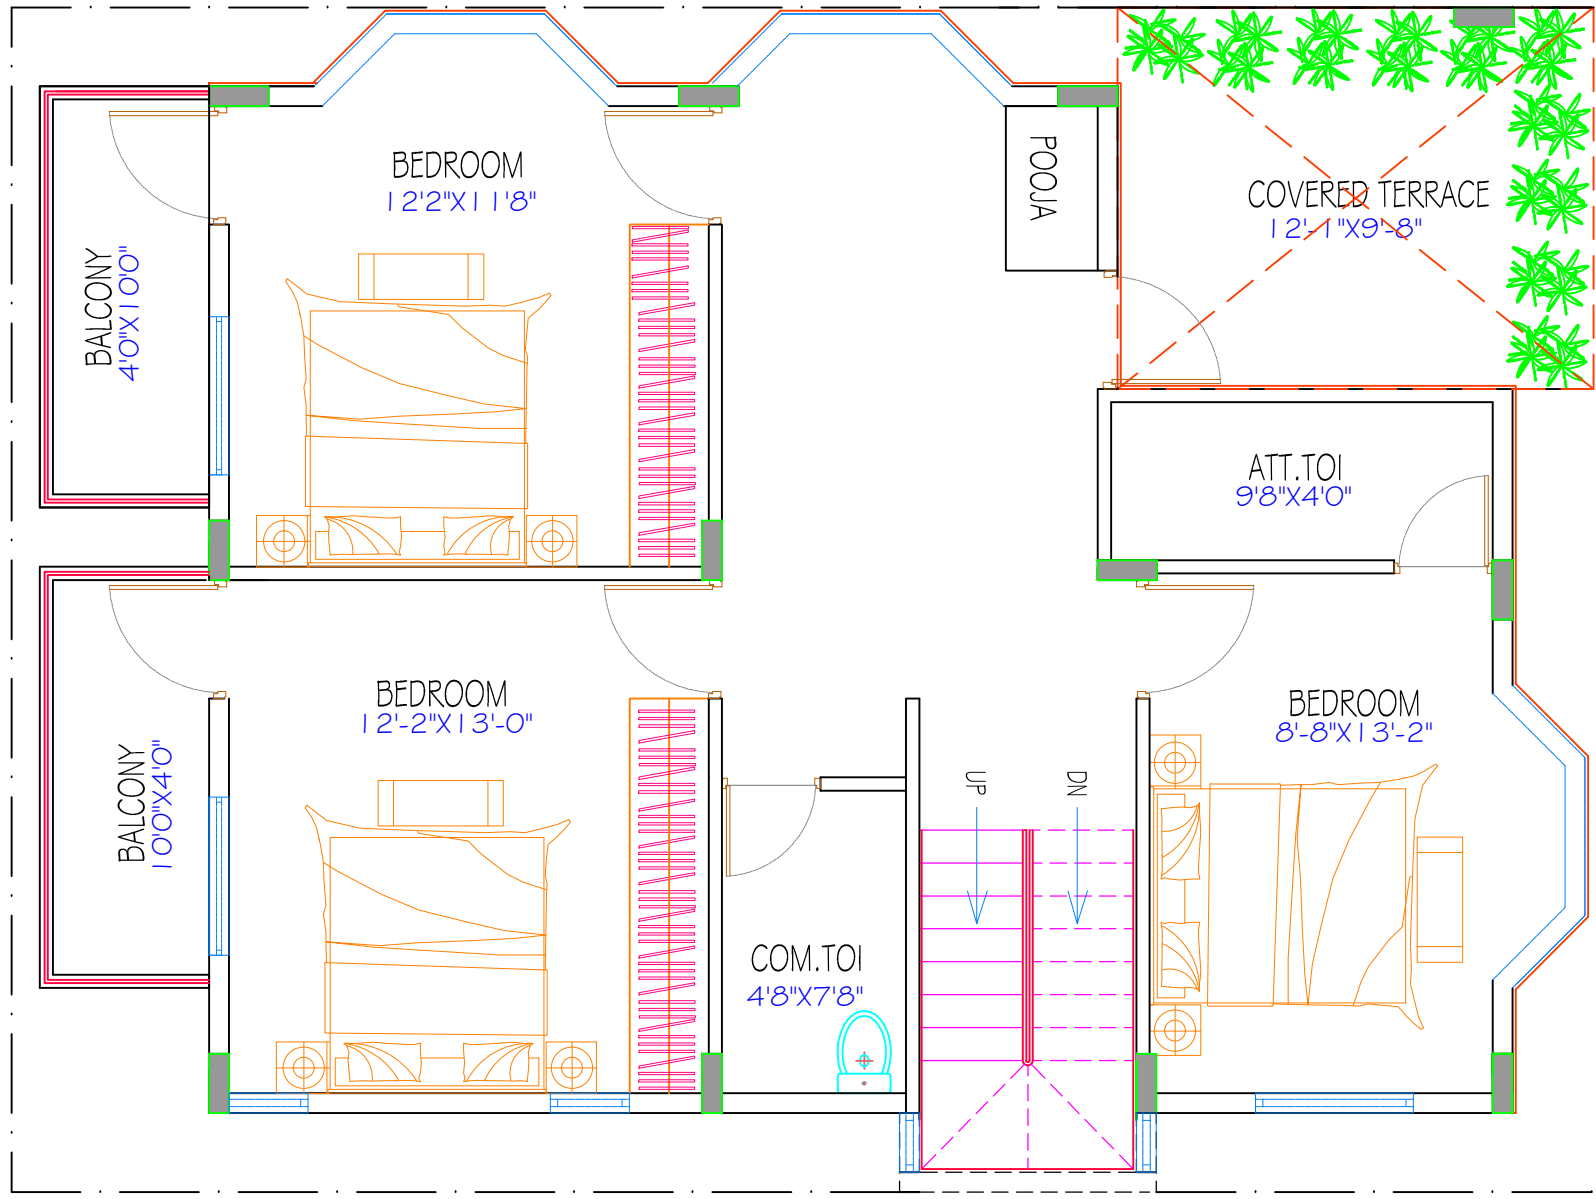 BEDROOM
12'2"X11'8"
POOJA
COVERED TERRACE
12'-1"X9'-8"
BALCONY
4'0"X10'0"
ATT.TOI
9'8"X4'0"
BEDROOM
12'-2"X13'-0"
BEDROOM
8'-8"X13'-2"
BALCONY
10'0"X4'0"
UP
DN
COM.TOI
4'8"X7'8"